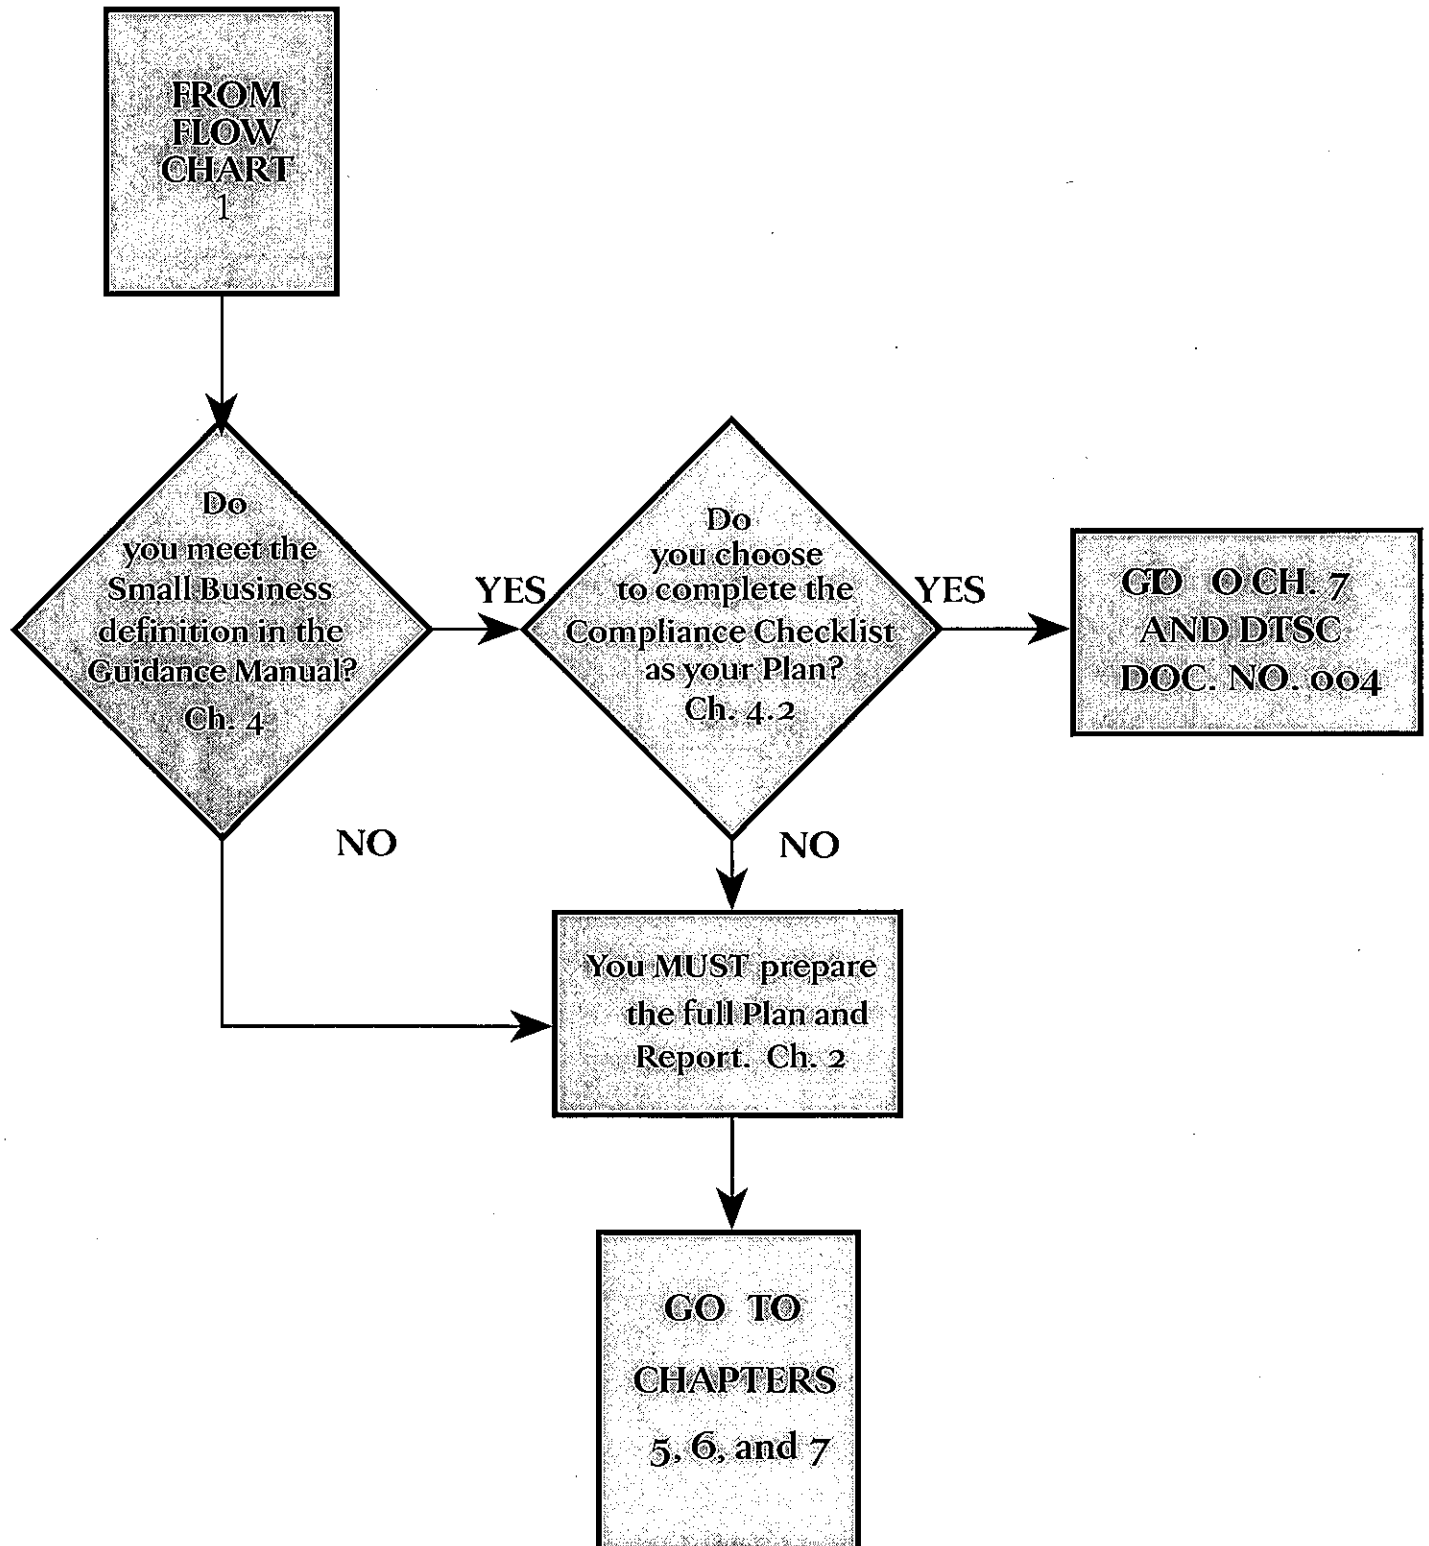 FROM
FLOW
CHART
1
Do
you meet the
Small Business
definition in the
Guidance Manual?
Ch. 4
YES
NO
Do
you choose
to complete the
Compliance Checklist
as your Plan?
Ch. 4.2
YES
NO
GTO O CH. 7
AND DTSC
DOC. NO. 004
You MUST prepare
the full Plan and
Report. Ch. 2
GO TO
CHAPTERS
5, 6, and 7